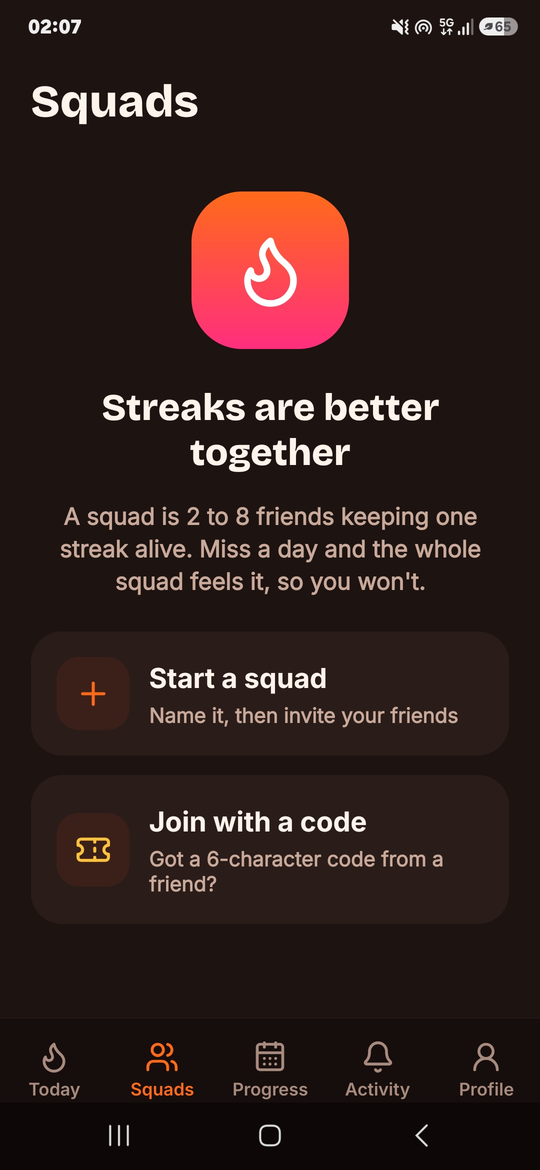 02:07
5G
65
Squads
Streaks are better
together
A squad is 2 to 8 friends keeping one
streak alive. Miss a day and the whole
squad feels it, so you won't.
Start a squad
Name it, then invite your friends
Join with a code
Got a 6-character code from a
friend?
Today
Squads
Progress
Activity
Profile